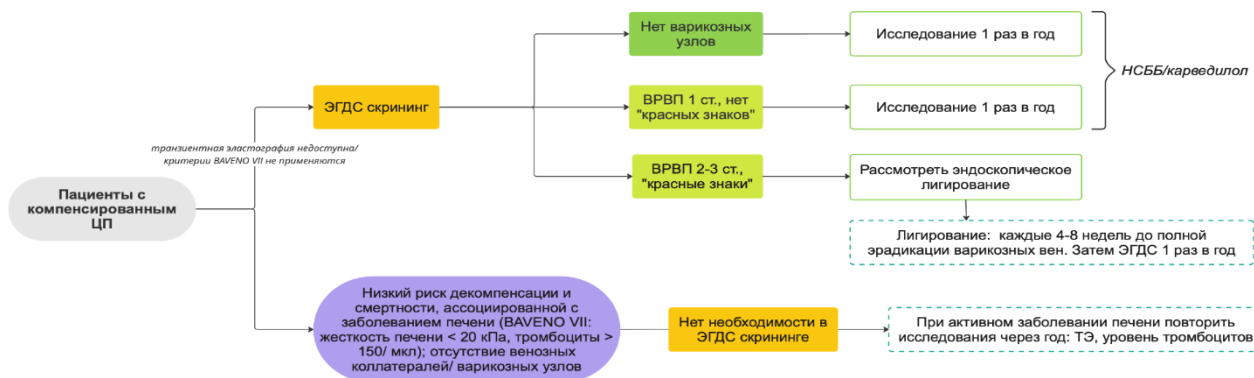 Пациенты с
компенсированным
ЦП
транзиентная эластография недоступна/
критерии BAVENO VII не применяются
ЭГДС скрининг
Нет варикозных
узлов
Исследование 1 раз в год
ВРВП 1 ст., нет
"красных знаков"
Исследование 1 раз в год
НСББ/карведилол
ВРВП 2-3 ст.,
"красные знаки"
Рассмотреть эндоскопическое
лигирование
Лигирование: каждые 4-8 недель до полной
эрадикации варикозных вен. Затем ЭГДС 1 раз в год
Низкий риск декомпенсации и
смертности, ассоциированной с
заболеванием печени (BAVENO VII:
жесткость печени < 20 кПа, тромбоциты >
150/ мкл); отсутствие венозных
коллатералей/ варикозных узлов
Нет необходимости в
ЭГДС скрининге
При активном заболевании печени повторить
исследования через год: ТЭ, уровень тромбоцитов